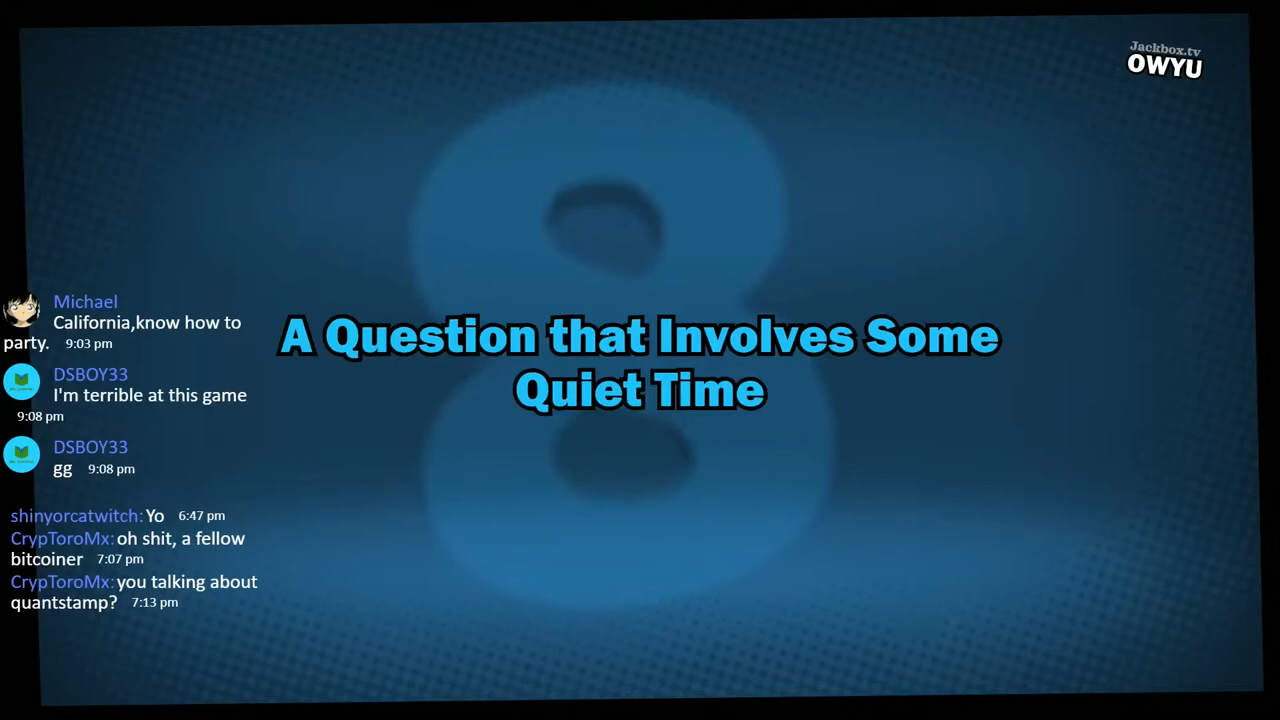 Jackbox.tv
OWYU
8
A Question that Involves Some
Quiet Time
Michael
California,know how to
party. 9:03 pm
DSBOY33
I'm terrible at this game
9:08 pm
DSBOY33
gg 9:08 pm
shinyorcatwitch: Yo 6:47 pm
CrypToroMx: oh shit, a fellow
bitcoiner 7:07 pm
CrypToroMx: you talking about
quantstamp? 7:13 pm